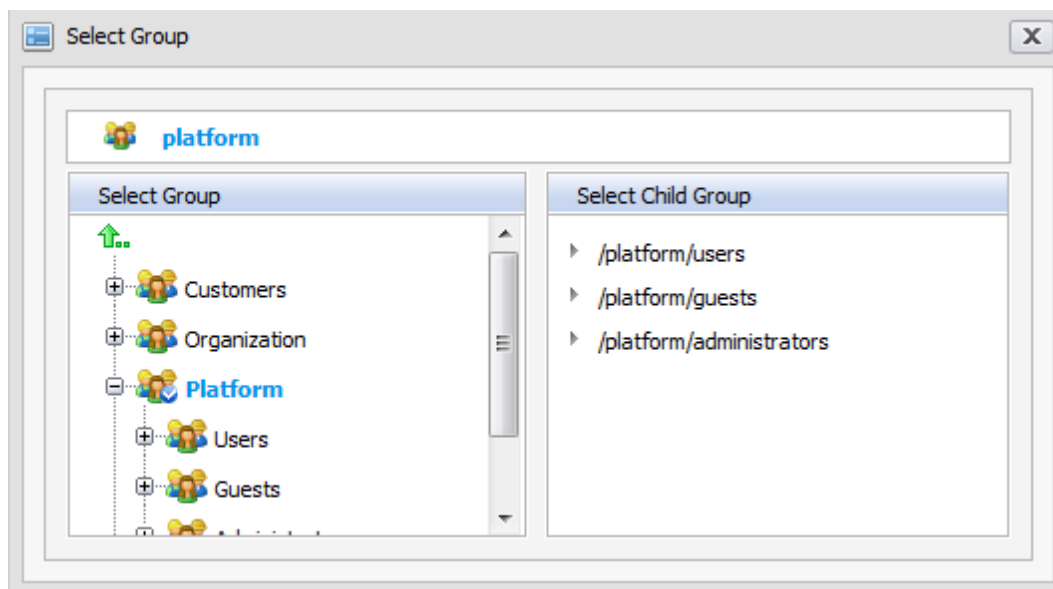 Select Group
platform
Select Group
Customers
Organization
Platform
Users
Guests
Select Child Group
/platform/users
/platform/guests
/platform/administrators